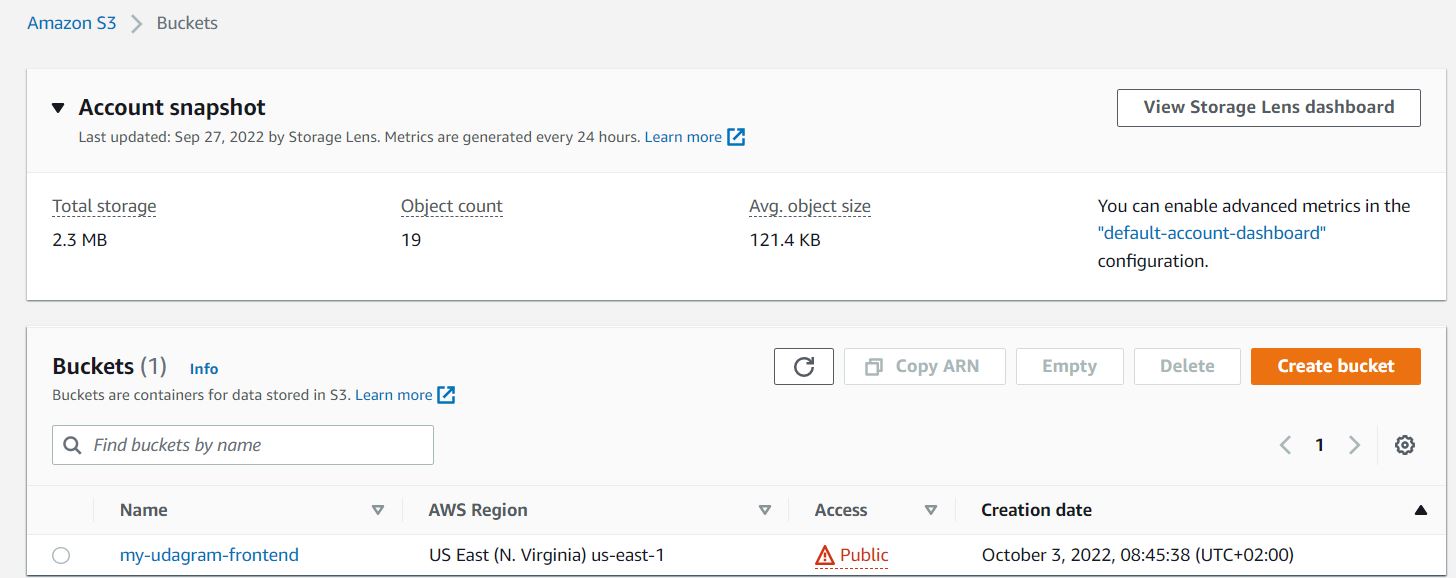 Amazon S3 > Buckets
Account snapshot
View Storage Lens dashboard
Last updated: Sep 27, 2022 by Storage Lens. Metrics are generated every 24 hours. Learn more
Total storage
Object count
Avg. object size
2.3 MB
19
121.4 KB
You can enable advanced metrics in the
"default-account-dashboard"
configuration.
Buckets (1) Info
Copy ARN
Empty
Delete
Create bucket
Buckets are containers for data stored in S3. Learn more
Find buckets by name
1
Name AWS Region Access Creation date
my-udagram-frontend US East (N. Virginia) us-east-1 Public October 3, 2022, 08:45:38 (UTC+02:00)